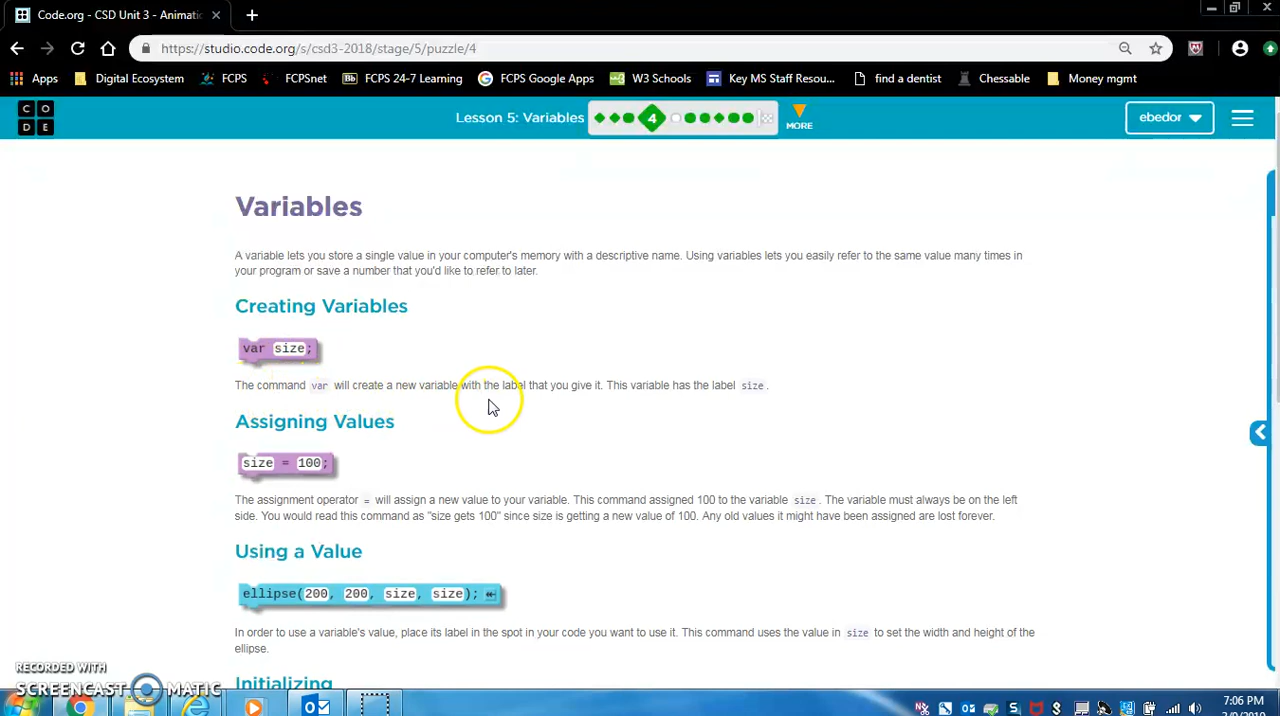 Code.org - CSD Unit 3 - Animatic
https://studio.code.org/s/csd3-2018/stage/5/puzzle/4
Apps Digital Ecosystem FCPS FCPSnet Bb FCPS 24-7 Learning G FCPS Google Apps W3 W3 Schools Key MS Staff Resou... find a dentist Chessable Money mgmt
CODE Lesson 5: Variables 4 MORE ebedor
Variables
A variable lets you store a single value in your computer's memory with a descriptive name. Using variables lets you easily refer to the same value many times in
your program or save a number that you'd like to refer to later.
Creating Variables
var size;
The command var will create a new variable with the label that you give it. This variable has the label size.
Assigning Values
size = 100;
The assignment operator = will assign a new value to your variable. This command assigned 100 to the variable size. The variable must always be on the left
side. You would read this command as "size gets 100" since size is getting a new value of 100. Any old values it might have been assigned are lost forever.
Using a Value
ellipse(200, 200, size, size);
In order to use a variable's value, place its label in the spot in your code you want to use it. This command uses the value in size to set the width and height of the
ellipse.
Initializing
RECORDED WITH
SCREENCAST MATIC
7:06 PM